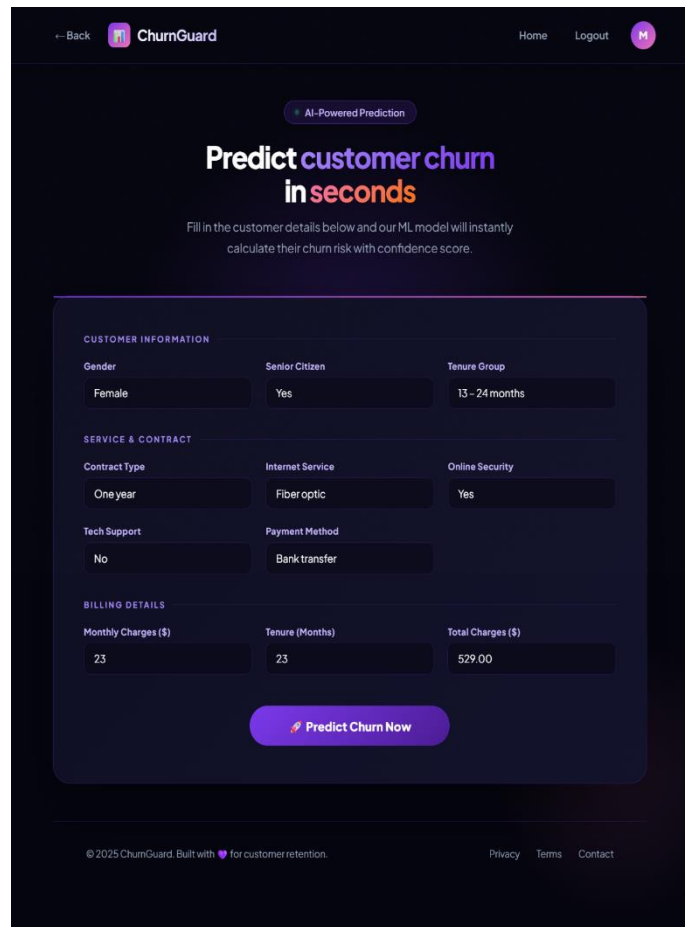 ←Back ChurnGuard Home Logout M
AI-Powered Prediction
Predict customer churn
in seconds
Fill in the customer details below and our ML model will instantly
calculate their churn risk with confidence score.
CUSTOMER INFORMATION
Gender Senior Citizen Tenure Group
Female Yes 13 – 24 months
SERVICE & CONTRACT
Contract Type Internet Service Online Security
One year Fiber optic Yes
Tech Support Payment Method
No Bank transfer
BILLING DETAILS
Monthly Charges ($) Tenure (Months) Total Charges ($)
23 23 529.00
🚀 Predict Churn Now
© 2025 ChurnGuard. Built with 💜 for customer retention. Privacy Terms Contact